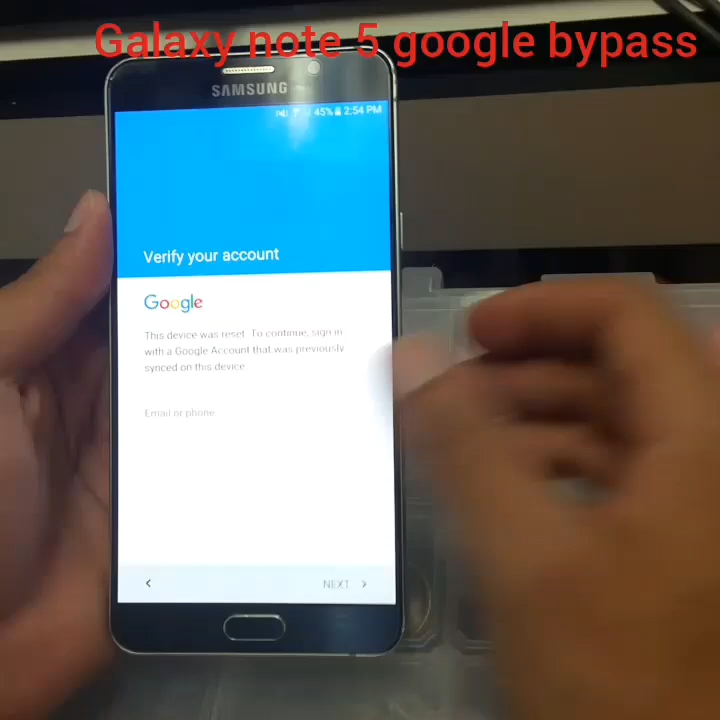 Galaxy note 5 google bypass
SAMSUNG
45% 2:54 PM
Verify your account
Google
This device was reset. To continue, sign in
with a Google Account that was previously
synced on this device.
Email or phone
NEXT